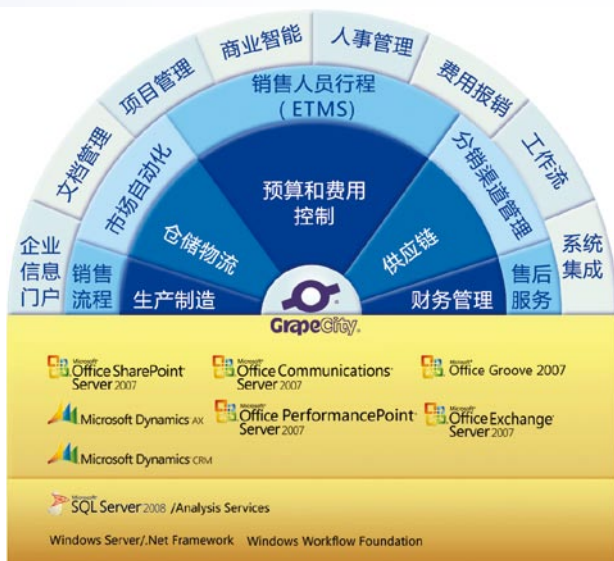 商业智能
人事管理
项目管理
费用报销
文档管理
工作流
企业
信息
门户
系统
集成
销售人员行程
（ETMS）
市场自动化
分销渠道管理
销售
流程
售后
服务
预算和费用
控制
仓储物流
供应链
生产制造
财务管理
GrapeCity®
Microsoft
Office SharePoint
Server 2007
Microsoft
Office Communications
Server 2007
Microsoft
Office Groove 2007
Microsoft Dynamics AX
Microsoft
Office PerformancePoint
Server 2007
Microsoft
Office Exchange
Server 2007
Microsoft Dynamics CRM
Microsoft
SQL Server 2008 /Analysis Services
Windows Server/.Net Framework Windows Workflow Foundation